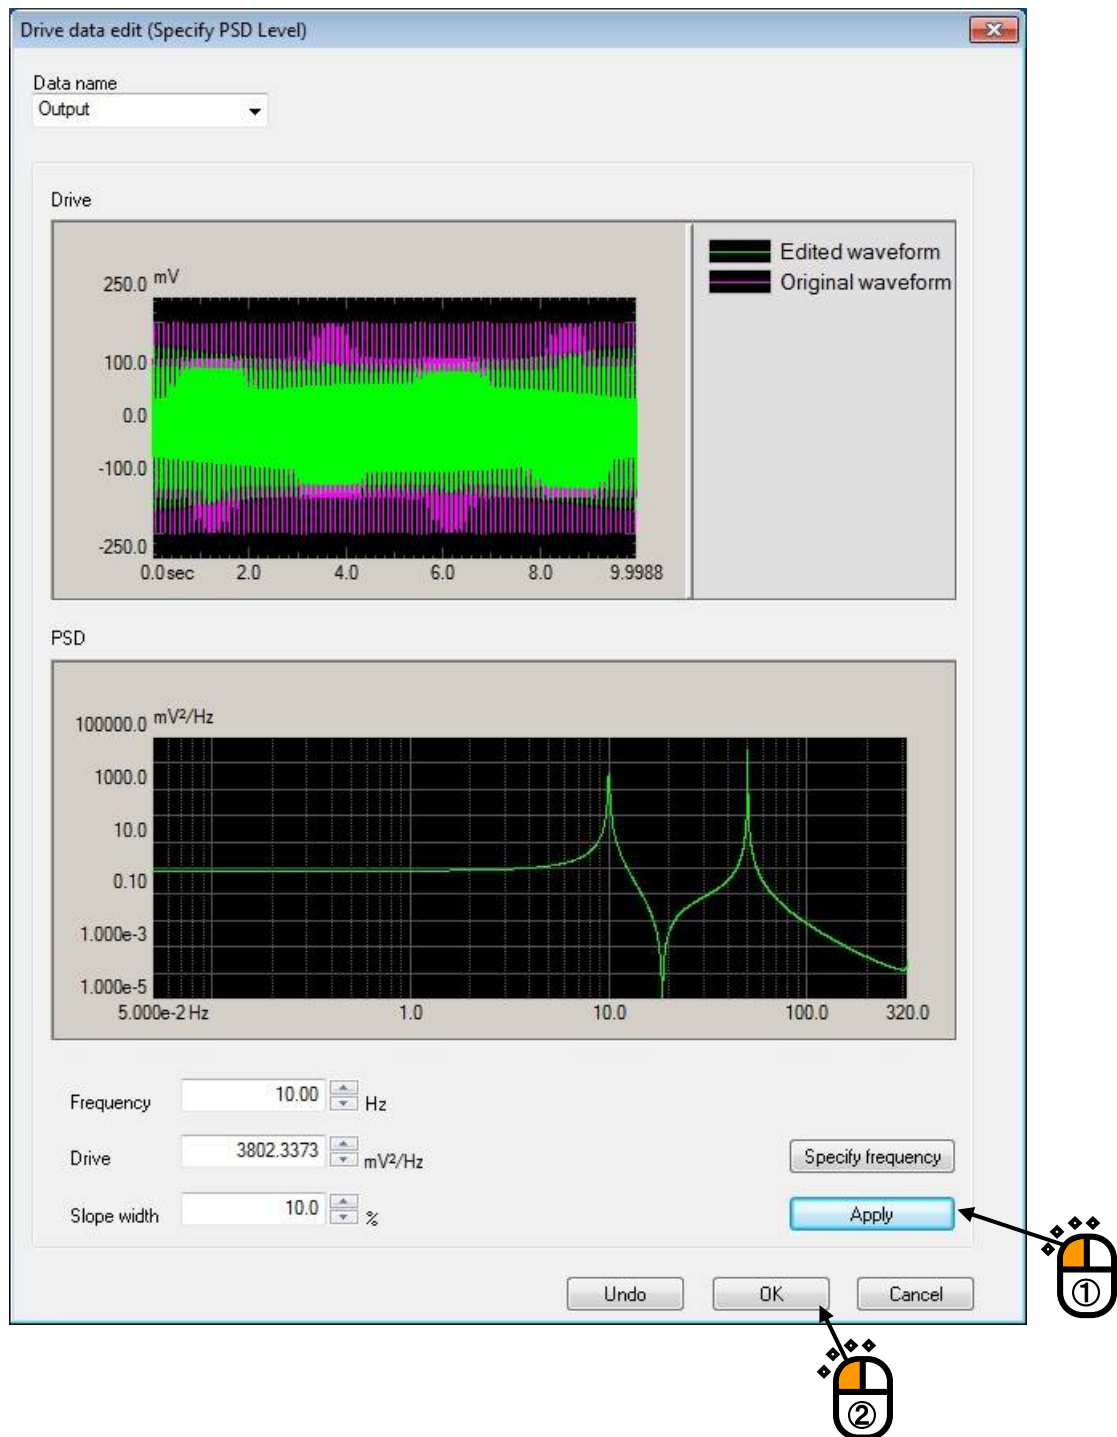 Drive data edit (Specify PSD Level)
Data name
Output
Drive
Edited waveform
Original waveform
250.0 mV
100.0
0.0
-100.0
-250.0
0.0sec 2.0 4.0 6.0 8.0 9.9988
PSD
100000.0 mV²/Hz
1000.0
10.0
0.10
1.000e-3
1.000e-5
5.000e-2 Hz 1.0 10.0 100.0 320.0
Frequency 10.00 Hz
Drive 3802.3373 mV²/Hz
Specify frequency
Slope width 10.0 %
Apply
①
Undo OK Cancel
②